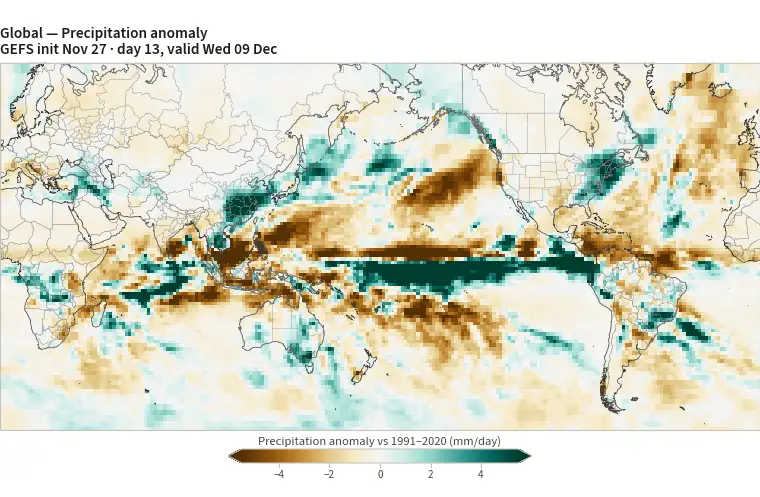 Global — Precipitation anomaly
GEFS init Nov 27 · day 13, valid Wed 09 Dec
Precipitation anomaly vs 1991–2020 (mm/day)
−4 −2 0 2 4